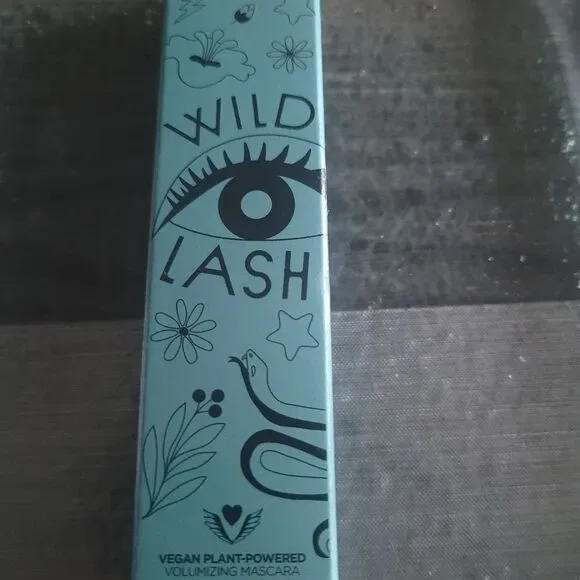 WILD
LASH
VEGAN PLANT-POWERED
VOLUMIZING MASCARA